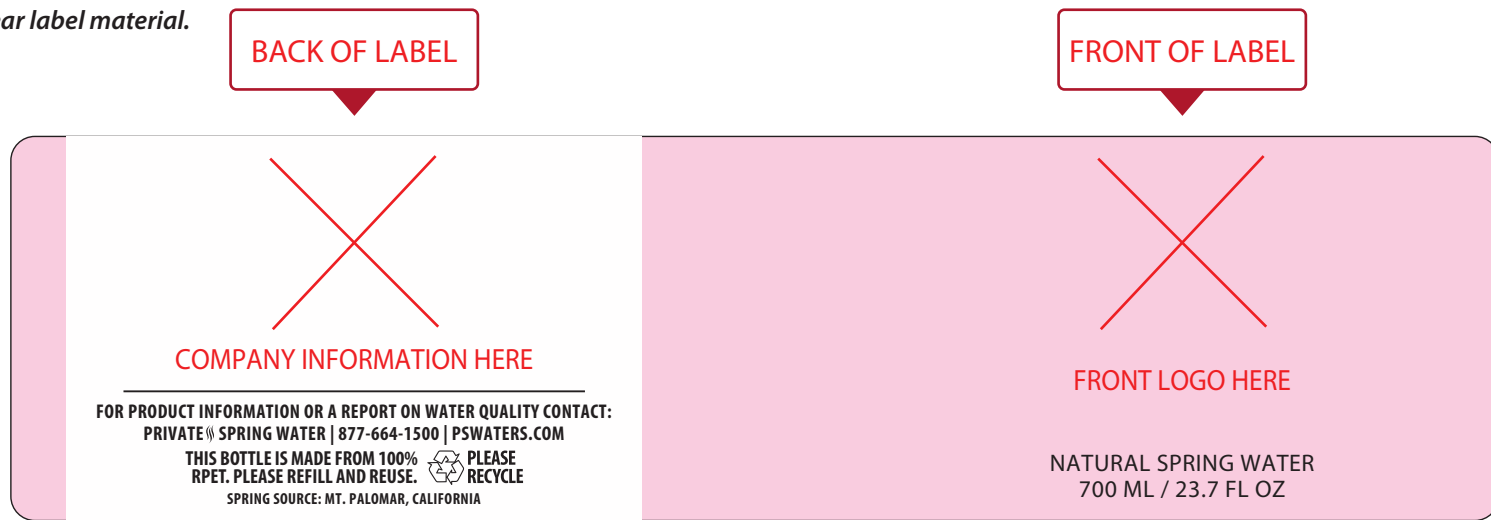 label material.
BACK OF LABEL
FRONT OF LABEL
COMPANY INFORMATION HERE
FOR PRODUCT INFORMATION OR A REPORT ON WATER QUALITY CONTACT:
PRIVATE SPRING WATER | 877-664-1500 | PSWATERS.COM
THIS BOTTLE IS MADE FROM 100%
RPET. PLEASE REFILL AND REUSE.
PLEASE
RECYCLE
SPRING SOURCE: MT. PALOMAR, CALIFORNIA
FRONT LOGO HERE
NATURAL SPRING WATER
700 ML / 23.7 FL OZ